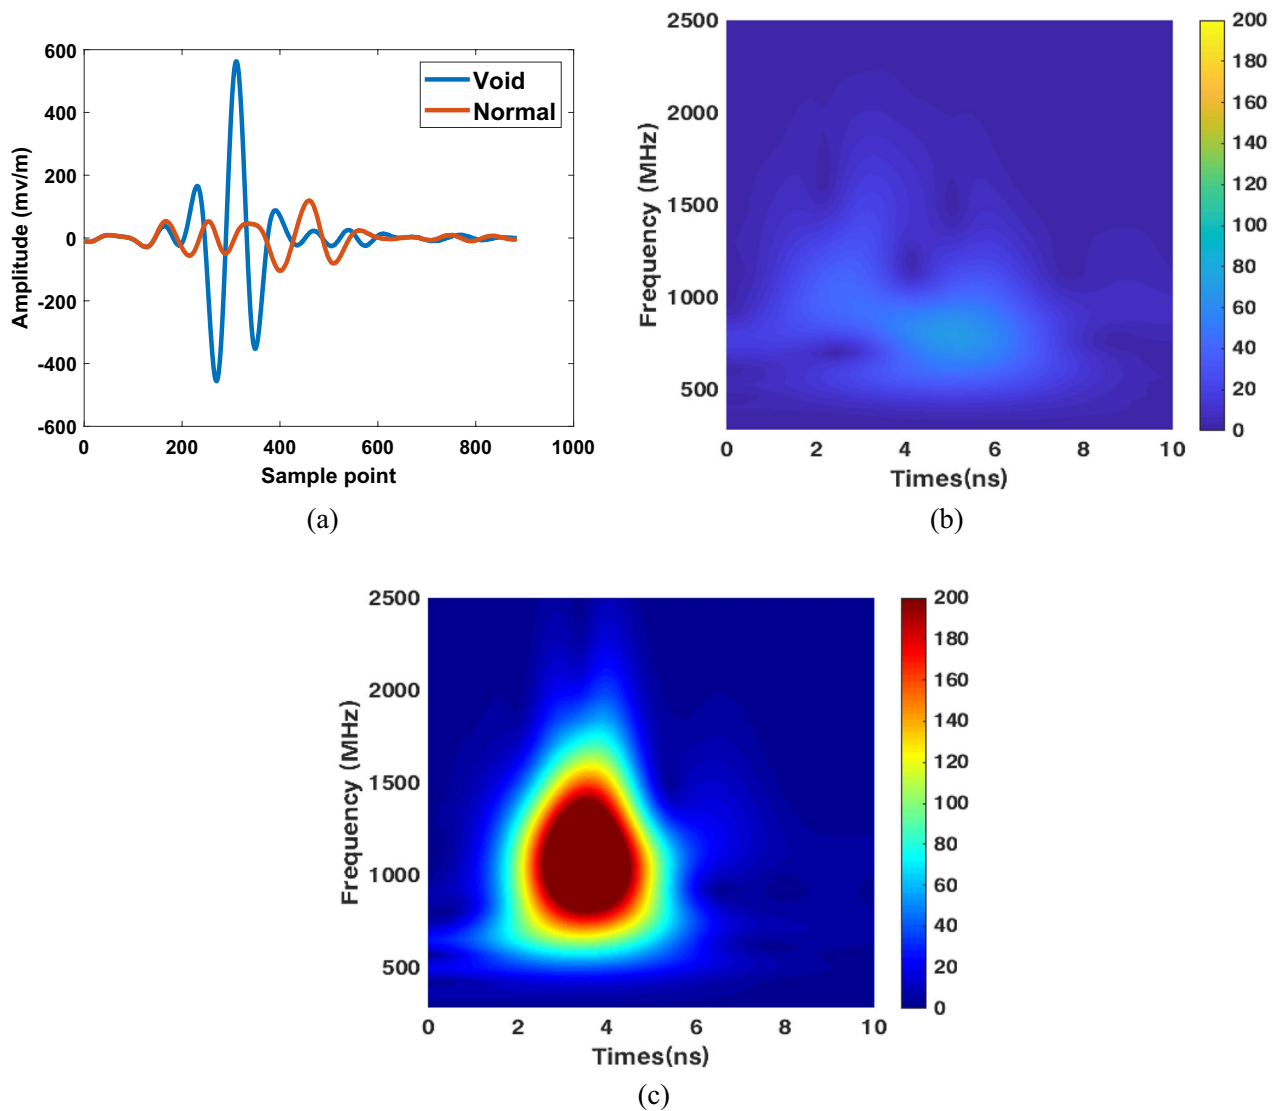 600
400
200
0
-200
-400
-600
Amplitude (mv/m)
Void
Normal
0 200 400 600 800 1000
Sample point
(a)
2500
2000
1500
1000
500
Frequency (MHz)
0 2 4 6 8 10
Times(ns)
200
180
160
140
120
100
80
60
40
20
0
(b)
2500
2000
1500
1000
500
Frequency (MHz)
0 2 4 6 8 10
Times(ns)
200
180
160
140
120
100
80
60
40
20
0
(c)